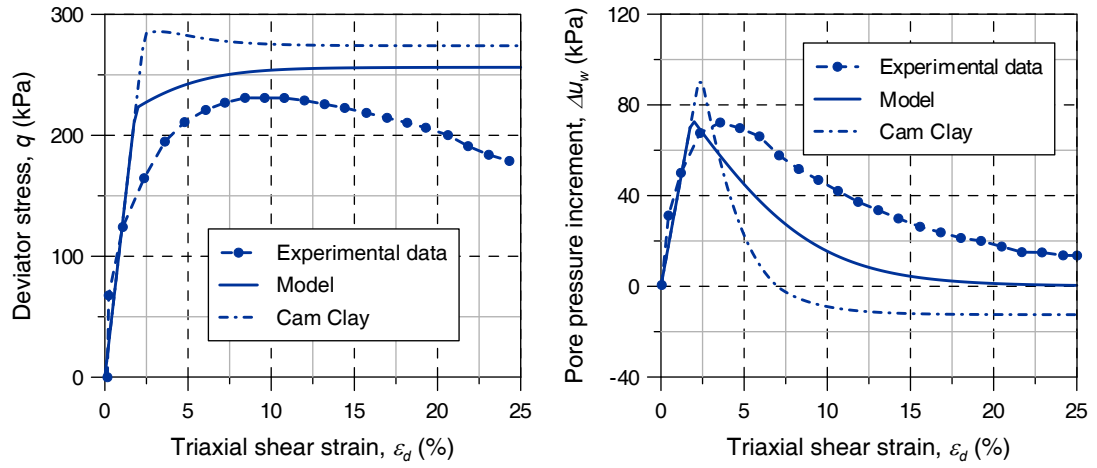 300
200
100
0
0
5
10
15
20
25
Deviator stress, q (kPa)
Triaxial shear strain, εd (%)
Experimental data
Model
Cam Clay
120
80
40
0
-40
0
5
10
15
20
25
Pore pressure increment, Δuw (kPa)
Triaxial shear strain, εd (%)
Experimental data
Model
Cam Clay